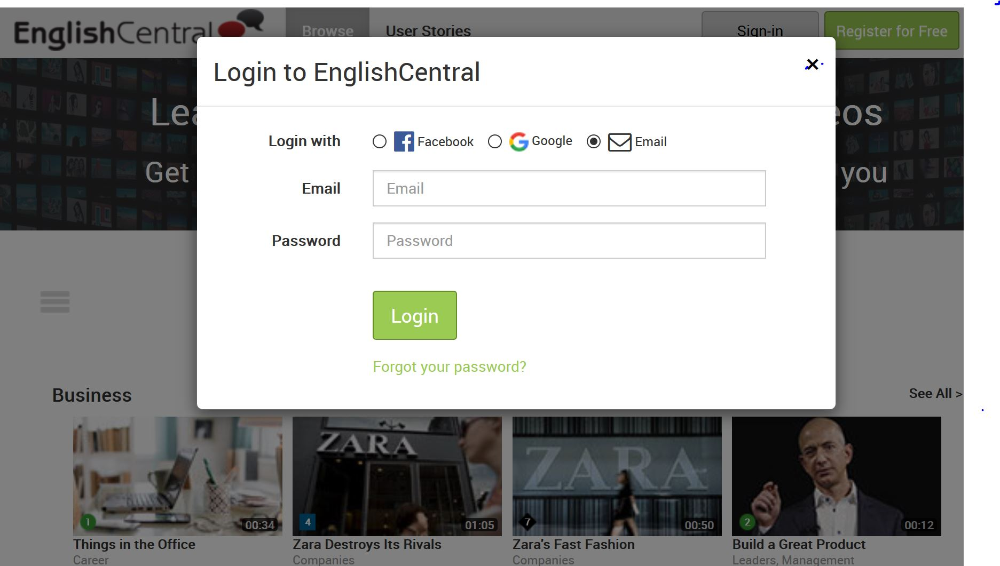 EnglishCentral
Browse
User Stories
Sign-in
Register for Free
Login to EnglishCentral
Login with
Facebook
Google
Email
Email
Email
Password
Password
Login
Forgot your password?
Get
you
Business
See All >
ZARA
ZARA
1
00:34
4
01:05
7
00:50
2
00:12
Things in the Office
Zara Destroys Its Rivals
Zara's Fast Fashion
Build a Great Product
Career
Companies
Companies
Leaders, Management